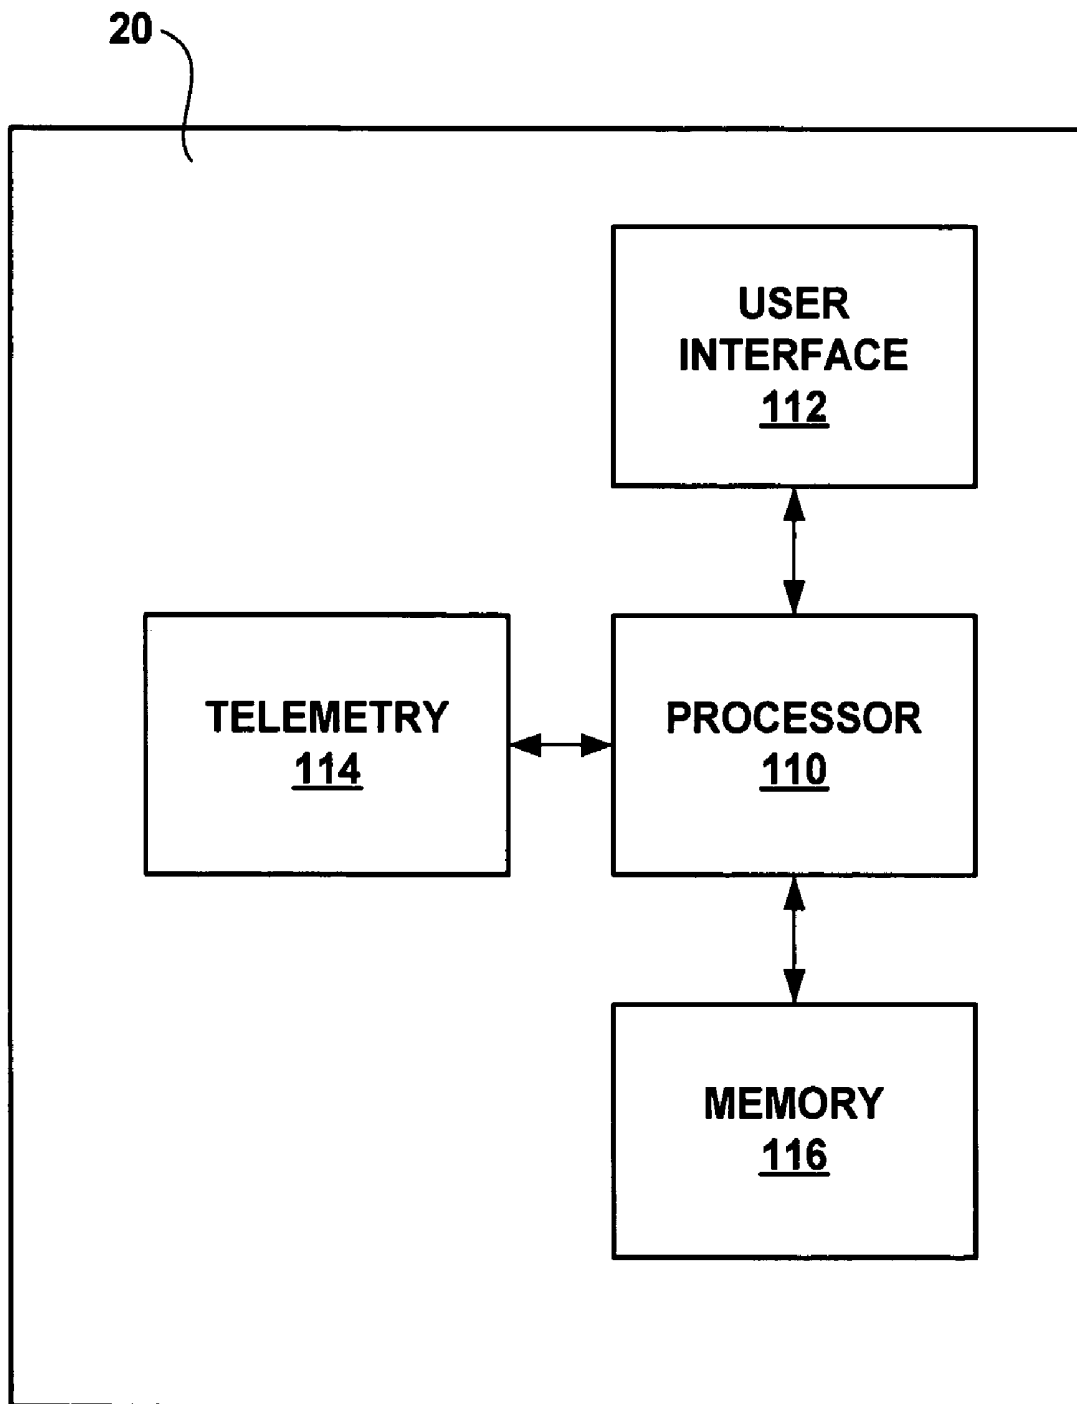 20
USER
INTERFACE
112
TELEMETRY
114
PROCESSOR
110
MEMORY
116